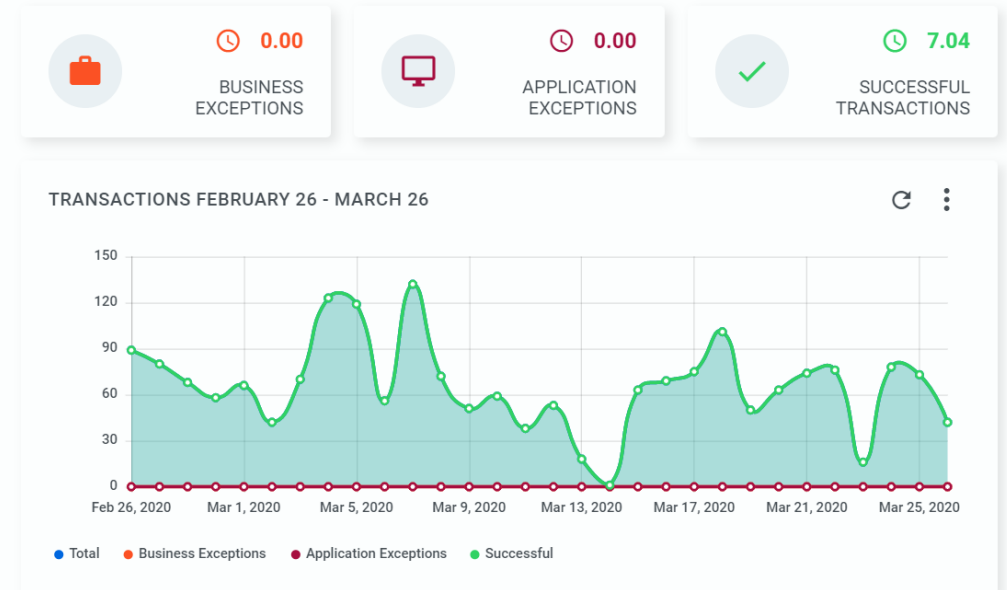 0.00
BUSINESS
EXCEPTIONS
0.00
APPLICATION
EXCEPTIONS
7.04
SUCCESSFUL
TRANSACTIONS
TRANSACTIONS FEBRUARY 26 - MARCH 26
150
120
90
60
30
0
Feb 26, 2020 Mar 1, 2020 Mar 5, 2020 Mar 9, 2020 Mar 13, 2020 Mar 17, 2020 Mar 21, 2020 Mar 25, 2020
Total Business Exceptions Application Exceptions Successful